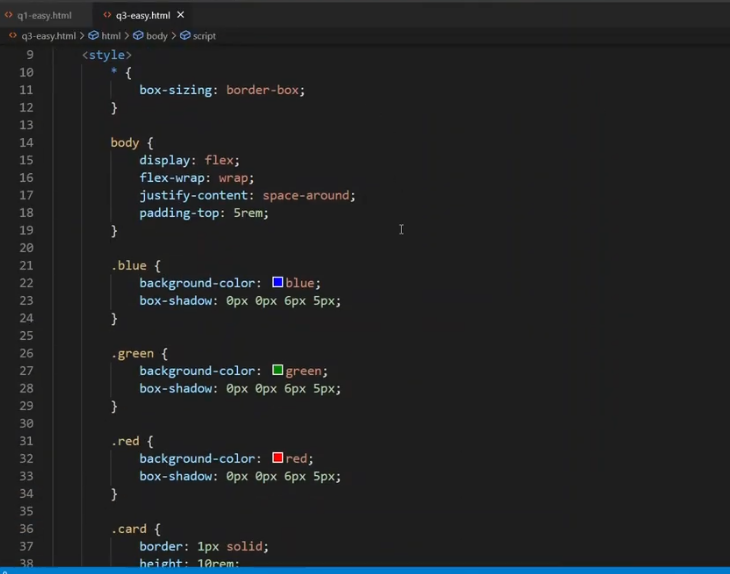 q1-easy.html q3-easy.html
q3-easy.html > html > body > script
9 <style>
10 * {
11 box-sizing: border-box;
12 }
13
14 body {
15 display: flex;
16 flex-wrap: wrap;
17 justify-content: space-around;
18 padding-top: 5rem;
19 }
20
21 .blue {
22 background-color: blue;
23 box-shadow: 0px 0px 6px 5px;
24 }
25
26 .green {
27 background-color: green;
28 box-shadow: 0px 0px 6px 5px;
29 }
30
31 .red {
32 background-color: red;
33 box-shadow: 0px 0px 6px 5px;
34 }
35
36 .card {
37 border: 1px solid;
38 height: 10rem;